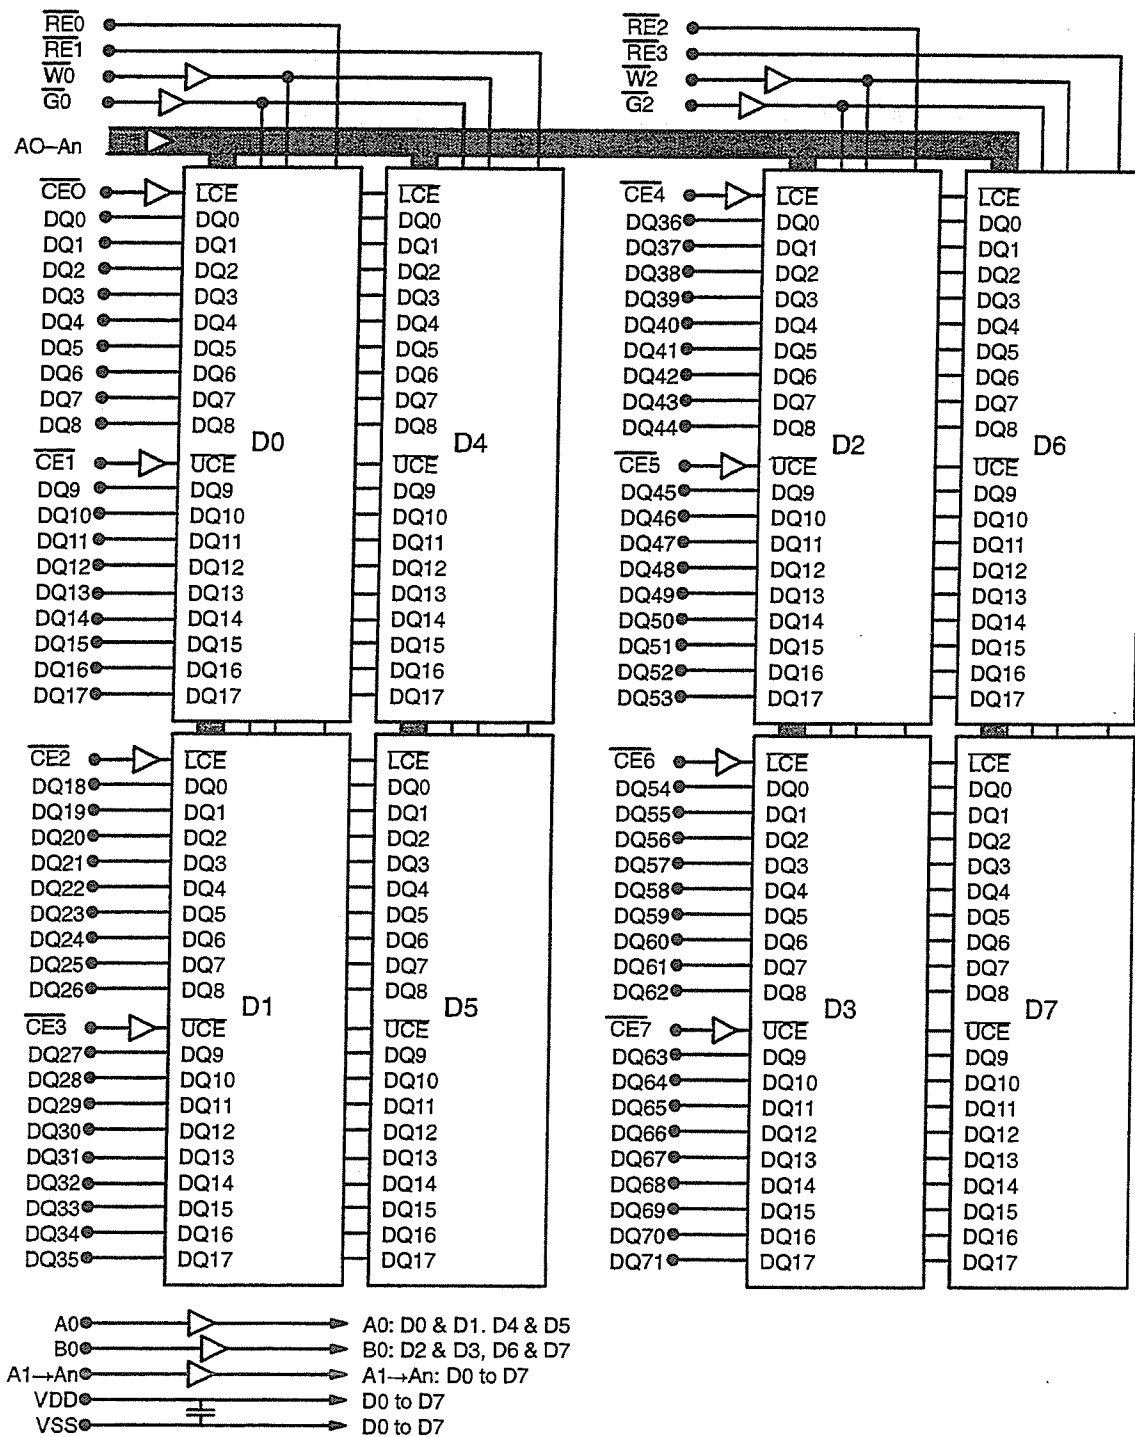 RE0
RE1
W0
G0
RE2
RE3
W2
G2
AO–An
CEO LCE LCE
DQ0 DQ0 DQ0
DQ1 DQ1 DQ1
DQ2 DQ2 DQ2
DQ3 DQ3 DQ3
DQ4 DQ4 DQ4
DQ5 DQ5 DQ5
DQ6 DQ6 DQ6
DQ7 DQ7 DQ7
DQ8 DQ8 DQ8
D0 D4
CE1 UCE UCE
DQ9 DQ9 DQ9
DQ10 DQ10 DQ10
DQ11 DQ11 DQ11
DQ12 DQ12 DQ12
DQ13 DQ13 DQ13
DQ14 DQ14 DQ14
DQ15 DQ15 DQ15
DQ16 DQ16 DQ16
DQ17 DQ17 DQ17
CE4 LCE LCE
DQ36 DQ0 DQ0
DQ37 DQ1 DQ1
DQ38 DQ2 DQ2
DQ39 DQ3 DQ3
DQ40 DQ4 DQ4
DQ41 DQ5 DQ5
DQ42 DQ6 DQ6
DQ43 DQ7 DQ7
DQ44 DQ8 DQ8
D2 D6
CE5 UCE UCE
DQ45 DQ9 DQ9
DQ46 DQ10 DQ10
DQ47 DQ11 DQ11
DQ48 DQ12 DQ12
DQ49 DQ13 DQ13
DQ50 DQ14 DQ14
DQ51 DQ15 DQ15
DQ52 DQ16 DQ16
DQ53 DQ17 DQ17
CE2 LCE LCE
DQ18 DQ0 DQ0
DQ19 DQ1 DQ1
DQ20 DQ2 DQ2
DQ21 DQ3 DQ3
DQ22 DQ4 DQ4
DQ23 DQ5 DQ5
DQ24 DQ6 DQ6
DQ25 DQ7 DQ7
DQ26 DQ8 DQ8
D1 D5
CE3 UCE UCE
DQ27 DQ9 DQ9
DQ28 DQ10 DQ10
DQ29 DQ11 DQ11
DQ30 DQ12 DQ12
DQ31 DQ13 DQ13
DQ32 DQ14 DQ14
DQ33 DQ15 DQ15
DQ34 DQ16 DQ16
DQ35 DQ17 DQ17
CE6 LCE LCE
DQ54 DQ0 DQ0
DQ55 DQ1 DQ1
DQ56 DQ2 DQ2
DQ57 DQ3 DQ3
DQ58 DQ4 DQ4
DQ59 DQ5 DQ5
DQ60 DQ6 DQ6
DQ61 DQ7 DQ7
DQ62 DQ8 DQ8
D3 D7
CE7 UCE UCE
DQ63 DQ9 DQ9
DQ64 DQ10 DQ10
DQ65 DQ11 DQ11
DQ66 DQ12 DQ12
DQ67 DQ13 DQ13
DQ68 DQ14 DQ14
DQ69 DQ15 DQ15
DQ70 DQ16 DQ16
DQ71 DQ17 DQ17
A0 A0: D0 & D1. D4 & D5
B0 B0: D2 & D3, D6 & D7
A1→An A1→An: D0 to D7
VDD D0 to D7
VSS D0 to D7